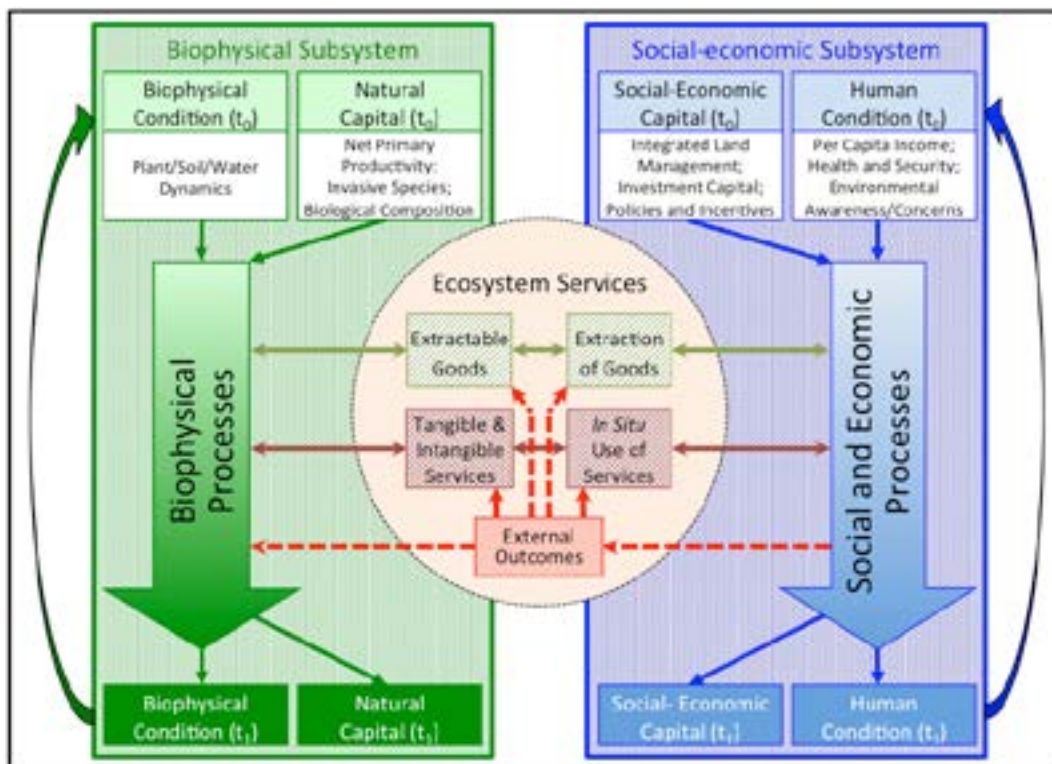 Biophysical Subsystem
Biophysical
Condition (t0)
Plant/Soil/Water
Dynamics
Natural
Capital (t0)
Net Primary
Productivity:
Invasive Species;
Biological Composition
Social-economic Subsystem
Social-Economic
Capital (t0)
Integrated Land
Management;
Investment Capital;
Policies and Incentives
Human
Condition (t0)
Per Capita Income;
Health and Security;
Environmental
Awareness/Concerns
Biophysical
Processes
Ecosystem Services
Extractable
Goods
Extraction
of Goods
Tangible &
Intangible
Services
In Situ
Use of
Services
External
Outcomes
Social and Economic
Processes
Biophysical
Condition (t1)
Natural
Capital (t1)
Social- Economic
Capital (t1)
Human
Condition (t1)